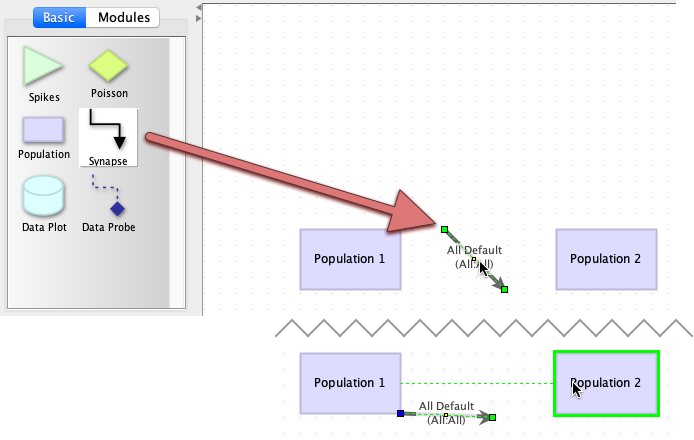 Basic Modules
Spikes Poisson
Population Synapse
Data Plot Data Probe
Population 1
All Default
(All:All)
Population 2
Population 1
All Default
(All:All)
Population 2